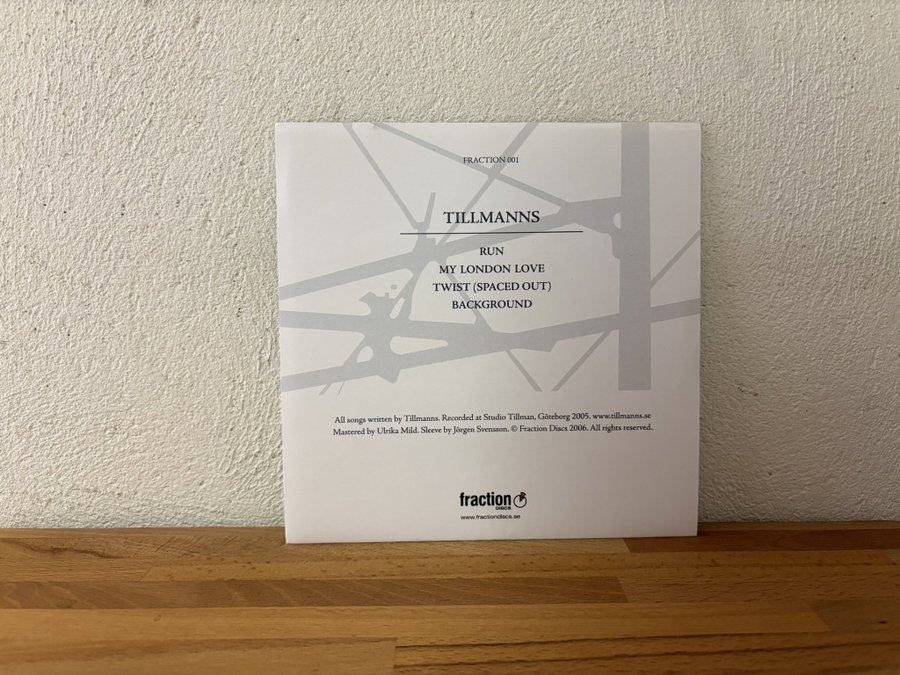 FRACTION 001
TILLMANNS
RUN
MY LONDON LOVE
TWIST (SPACED OUT)
BACKGROUND
All songs written by Tillmanns. Recorded at Studio Tillman, Göteborg 2005. www.tillmanns.se
Mastered by Ulrika Mild. Sleeve by Jörgen Svensson. © Fraction Discs 2006. All rights reserved.
fraction
DISCS
www.fractiondiscs.se